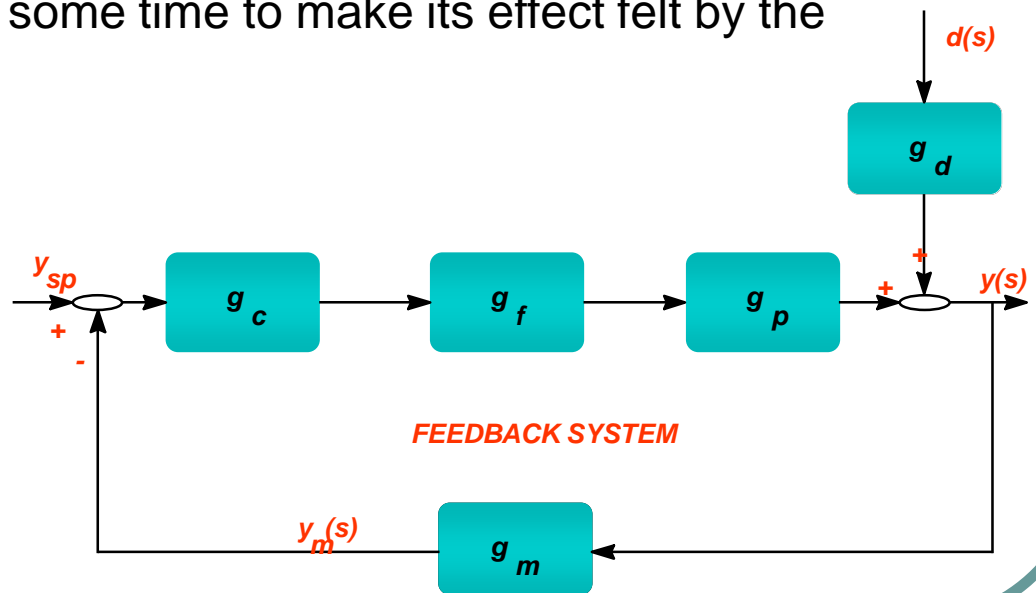 some time to make its effect felt by the
d(s)
g d
+
y sp
g c
g f
g p
+
y(s)
+
-
FEEDBACK SYSTEM
y m (s)
g m